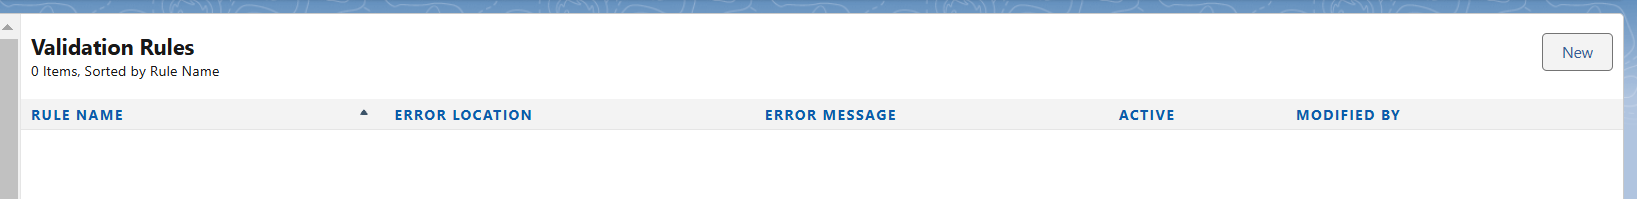 Validation Rules
0 Items, Sorted by Rule Name
New
RULE NAME ERROR LOCATION ERROR MESSAGE ACTIVE MODIFIED BY